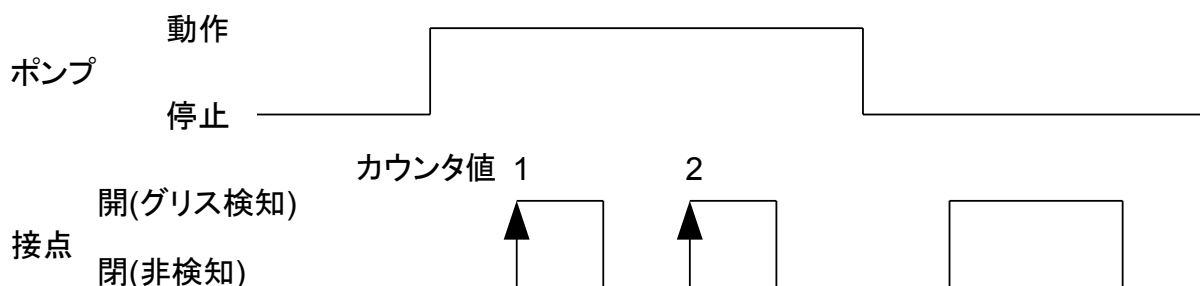 動作
ポンプ
停止
カウンタ値 1 2
開(グリス検知)
接点
閉(非検知)